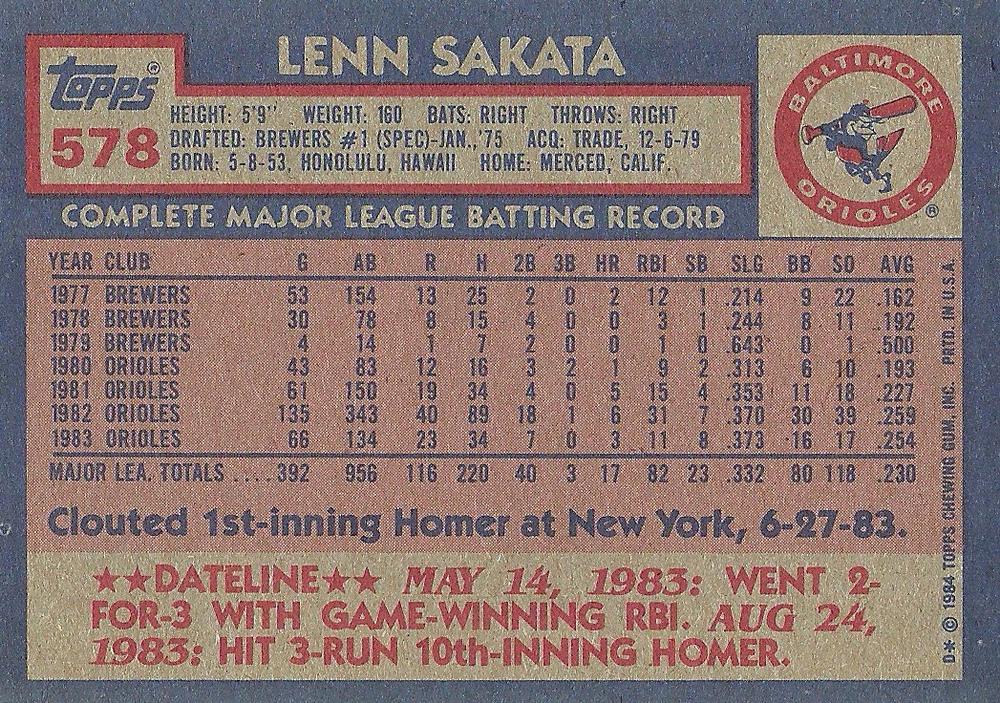 LENN SAKATA
Topps®
578
HEIGHT: 5'9" WEIGHT: 160 BATS: RIGHT THROWS: RIGHT
DRAFTED: BREWERS #1 (SPEC)-JAN., '75 ACQ: TRADE, 12-6-79
BORN: 5-8-53, HONOLULU, HAWAII HOME: MERCED, CALIF.
BALTIMORE
ORIOLES
®
COMPLETE MAJOR LEAGUE BATTING RECORD
YEAR CLUB G AB R H 2B 3B HR RBI SB SLG BB SO AVG
1977 BREWERS 53 154 13 25 2 0 2 12 1 .214 9 22 .162
1978 BREWERS 30 78 8 15 4 0 0 3 1 .244 8 11 .192
1979 BREWERS 4 14 1 7 2 0 0 1 0 .643 0 1 .500
1980 ORIOLES 43 83 12 16 3 2 1 9 2 .313 6 10 .193
1981 ORIOLES 61 150 19 34 4 0 5 15 4 .353 11 18 .227
1982 ORIOLES 135 343 40 89 18 1 6 31 7 .370 30 39 .259
1983 ORIOLES 66 134 23 34 7 0 3 11 8 .373 16 17 .254
MAJOR LEA. TOTALS .... 392 956 116 220 40 3 17 82 23 .332 80 118 .230
Clouted 1st-inning Homer at New York, 6-27-83.
★★DATELINE★★ MAY 14, 1983: WENT 2-
FOR-3 WITH GAME-WINNING RBI. AUG 24,
1983: HIT 3-RUN 10th-INNING HOMER.
D* © 1984 TOPPS CHEWING GUM, INC. PRTD. IN U.S.A.